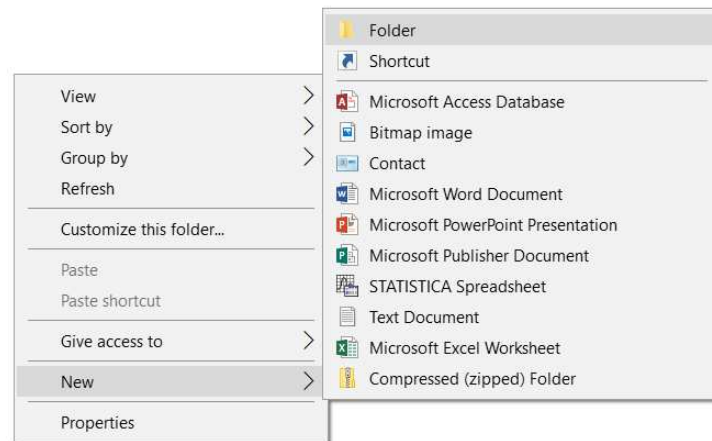 View
Sort by
Group by
Refresh
Customize this folder...
Paste
Paste shortcut
Give access to
New
Properties
Folder
Shortcut
Microsoft Access Database
Bitmap image
Contact
Microsoft Word Document
Microsoft PowerPoint Presentation
Microsoft Publisher Document
STATISTICA Spreadsheet
Text Document
Microsoft Excel Worksheet
Compressed (zipped) Folder